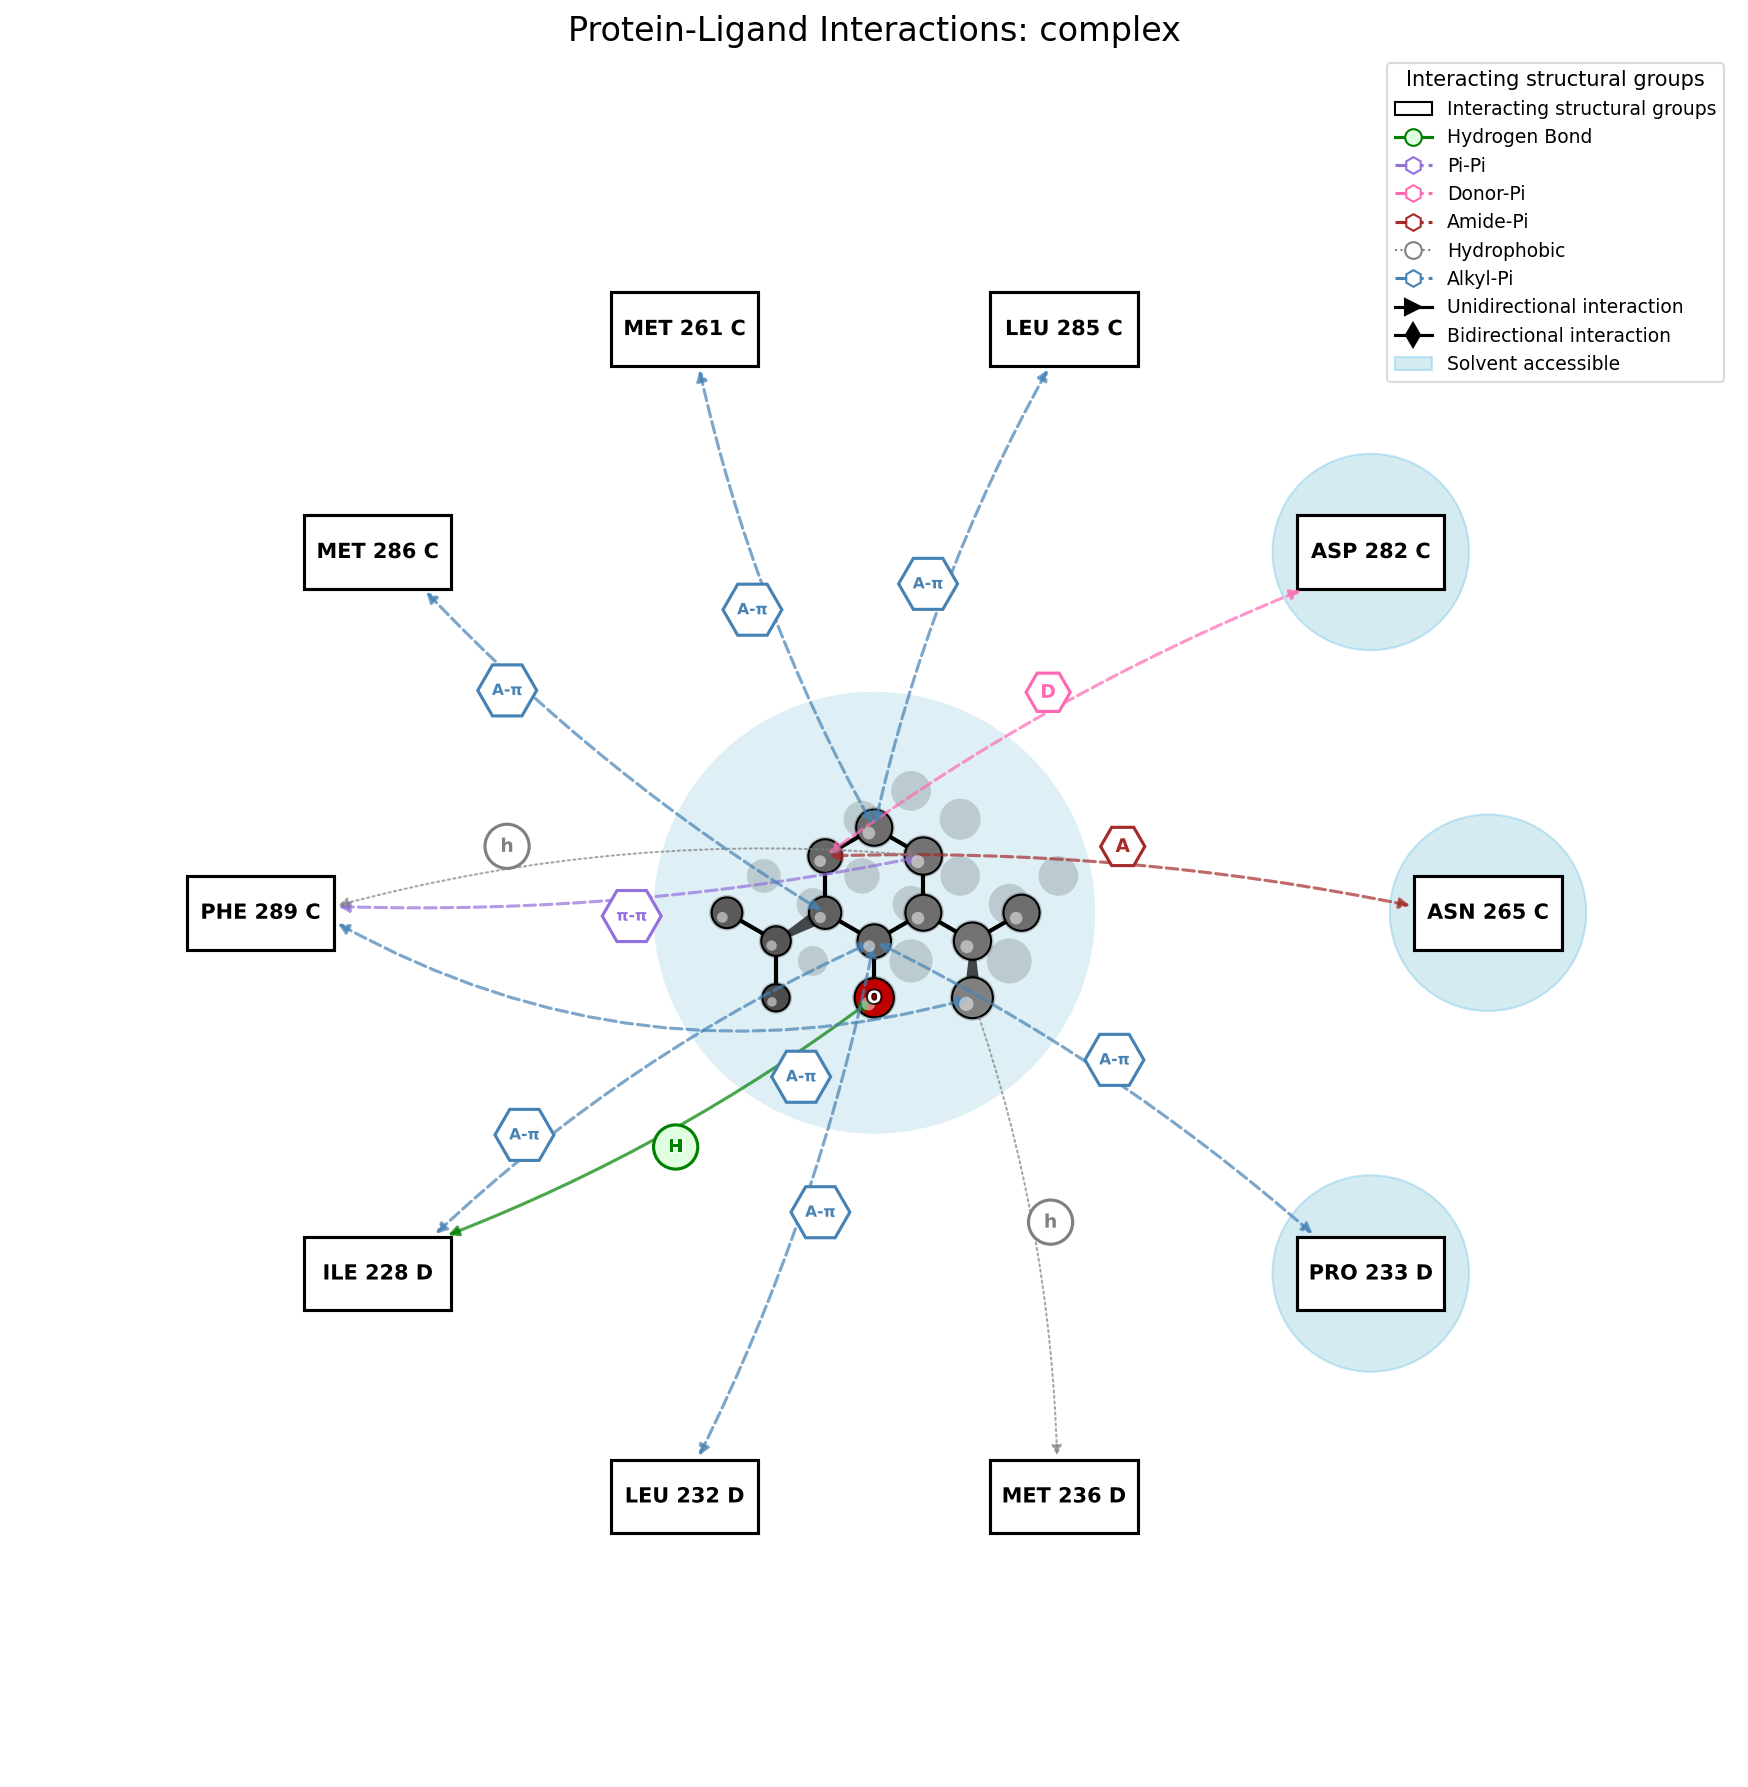 Protein-Ligand Interactions: complex
Interacting structural groups
Interacting structural groups
Hydrogen Bond
Pi-Pi
Donor-Pi
Amide-Pi
Hydrophobic
Alkyl-Pi
Unidirectional interaction
Bidirectional interaction
Solvent accessible
MET 261 C
LEU 285 C
MET 286 C
ASP 282 C
A-π
A-π
A-π
D
h
A
PHE 289 C
π-π
ASN 265 C
O
A-π
A-π
A-π
H
A-π
h
ILE 228 D
PRO 233 D
LEU 232 D
MET 236 D